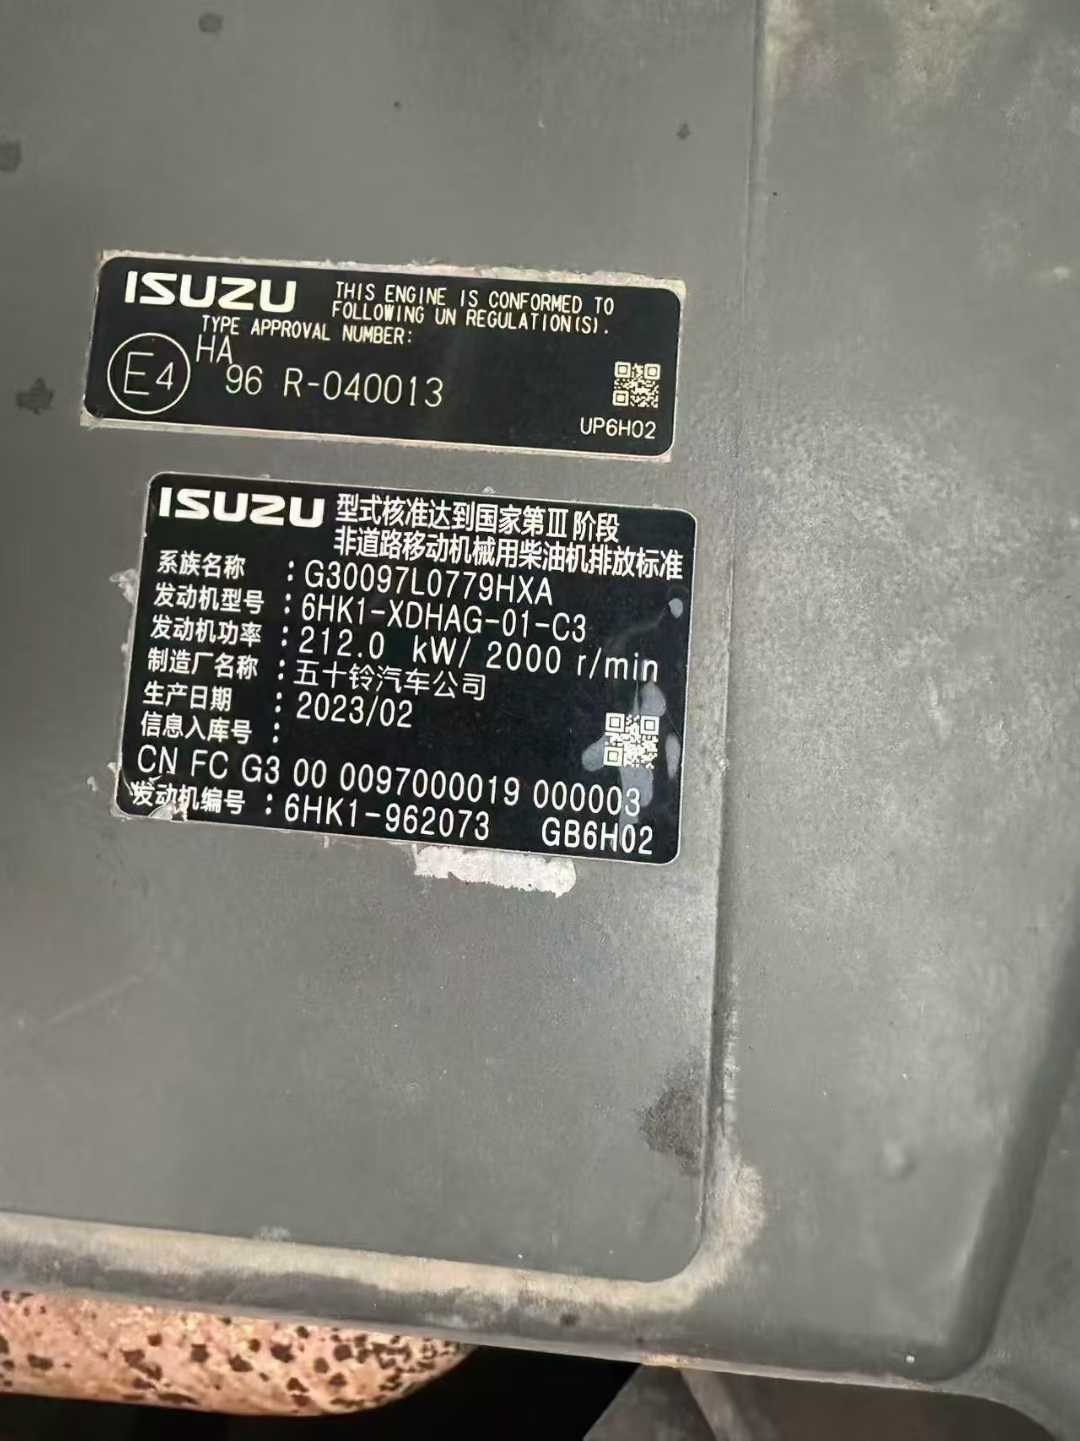 ISUZU THIS ENGINE IS CONFORMED TO
FOLLOWING UN REGULATION(S).
TYPE APPROVAL NUMBER:
E4 HA
96 R-040013
UP6H02
ISUZU 型式核准达到国家第III阶段
非道路移动机械用柴油机排放标准
系族名称 : G30097L0779HXA
发动机型号 : 6HK1-XDHAG-01-C3
发动机功率 : 212.0 kW/ 2000 r/min
制造厂名称 : 五十铃汽车公司
生产日期 : 2023/02
信息入库号 :
CN FC G3 00 0097000019 000003
发动机编号 : 6HK1-962073 GB6H02